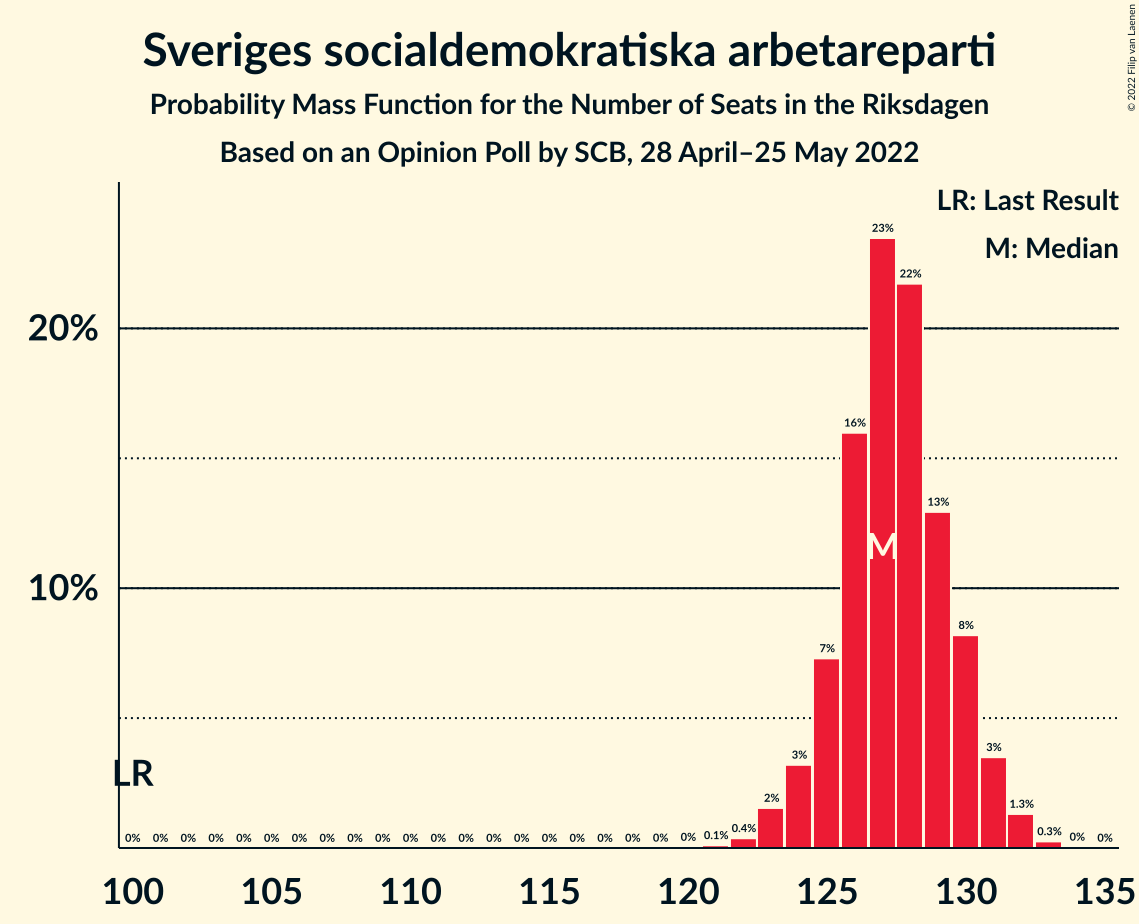 Sveriges socialdemokratiska arbetareparti
Probability Mass Function for the Number of Seats in the Riksdagen
Based on an Opinion Poll by SCB, 28 April–25 May 2022
© 2022 Filip van Laenen
LR: Last Result
M: Median
20%
10%
LR
M
0% 0% 0% 0% 0% 0% 0% 0% 0% 0% 0% 0% 0% 0% 0% 0% 0% 0% 0% 0% 0% 0.1% 0.4% 2% 3% 7% 16% 23% 22% 13% 8% 3% 1.3% 0.3% 0% 0%
100 105 110 115 120 125 130 135